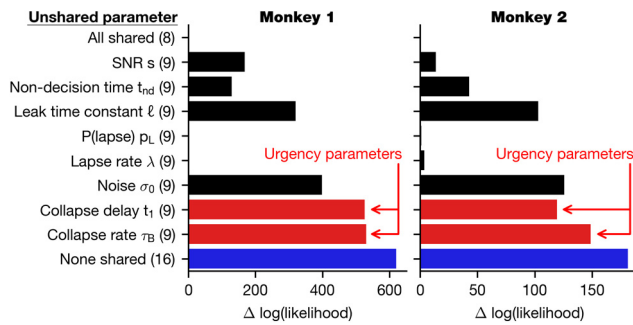 Unshared parameter Monkey 1 Monkey 2
All shared (8)
SNR s (9)
Non-decision time tnd (9)
Leak time constant ℓ (9)
P(lapse) pL (9)
Lapse rate λ (9)
Noise σ0 (9)
Collapse delay t1 (9)
Collapse rate τB (9)
None shared (16)
Urgency parameters
Urgency parameters
0 200 400 600
0 50 100 150
Δ log(likelihood)
Δ log(likelihood)